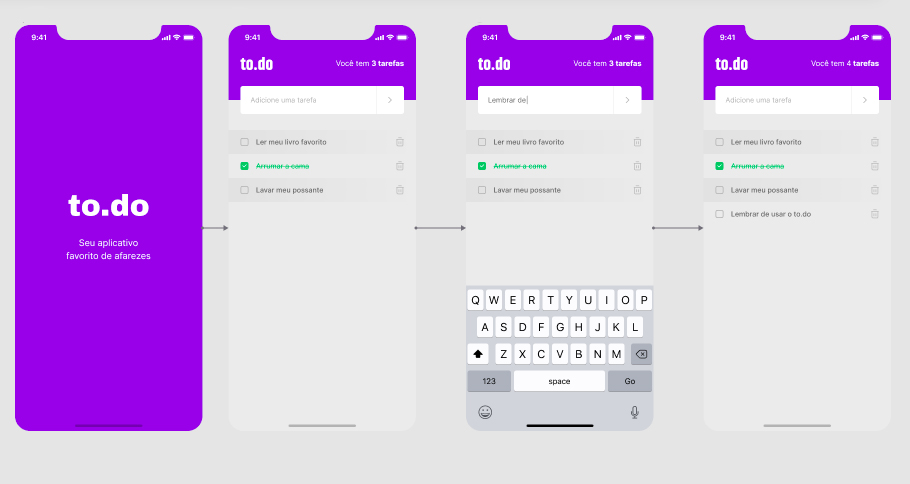 9:41
to.do
Seu aplicativo
favorito de afarezes
9:41
to.do
Você tem 3 tarefas
Adicione uma tarefa
Ler meu livro favorito
Arrumar a cama
Lavar meu possante
9:41
to.do
Você tem 3 tarefas
Lembrar de
Ler meu livro favorito
Arrumar a cama
Lavar meu possante
Q W E R T Y U I O P
A S D F G H J K L
Z X C V B N M
123 space Go
9:41
to.do
Você tem 4 tarefas
Adicione uma tarefa
Ler meu livro favorito
Arrumar a cama
Lavar meu possante
Lembrar de usar o to.do